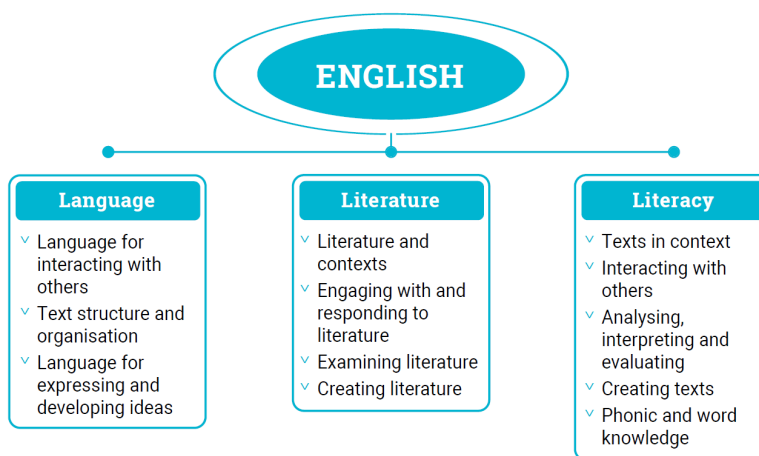 ENGLISH
Language
Language for
interacting with
others
Text structure and
organisation
Language for
expressing and
developing ideas
Literature
Literature and
contexts
Engaging with and
responding to
literature
Examining literature
Creating literature
Literacy
Texts in context
Interacting with
others
Analysing,
interpreting and
evaluating
Creating texts
Phonic and word
knowledge